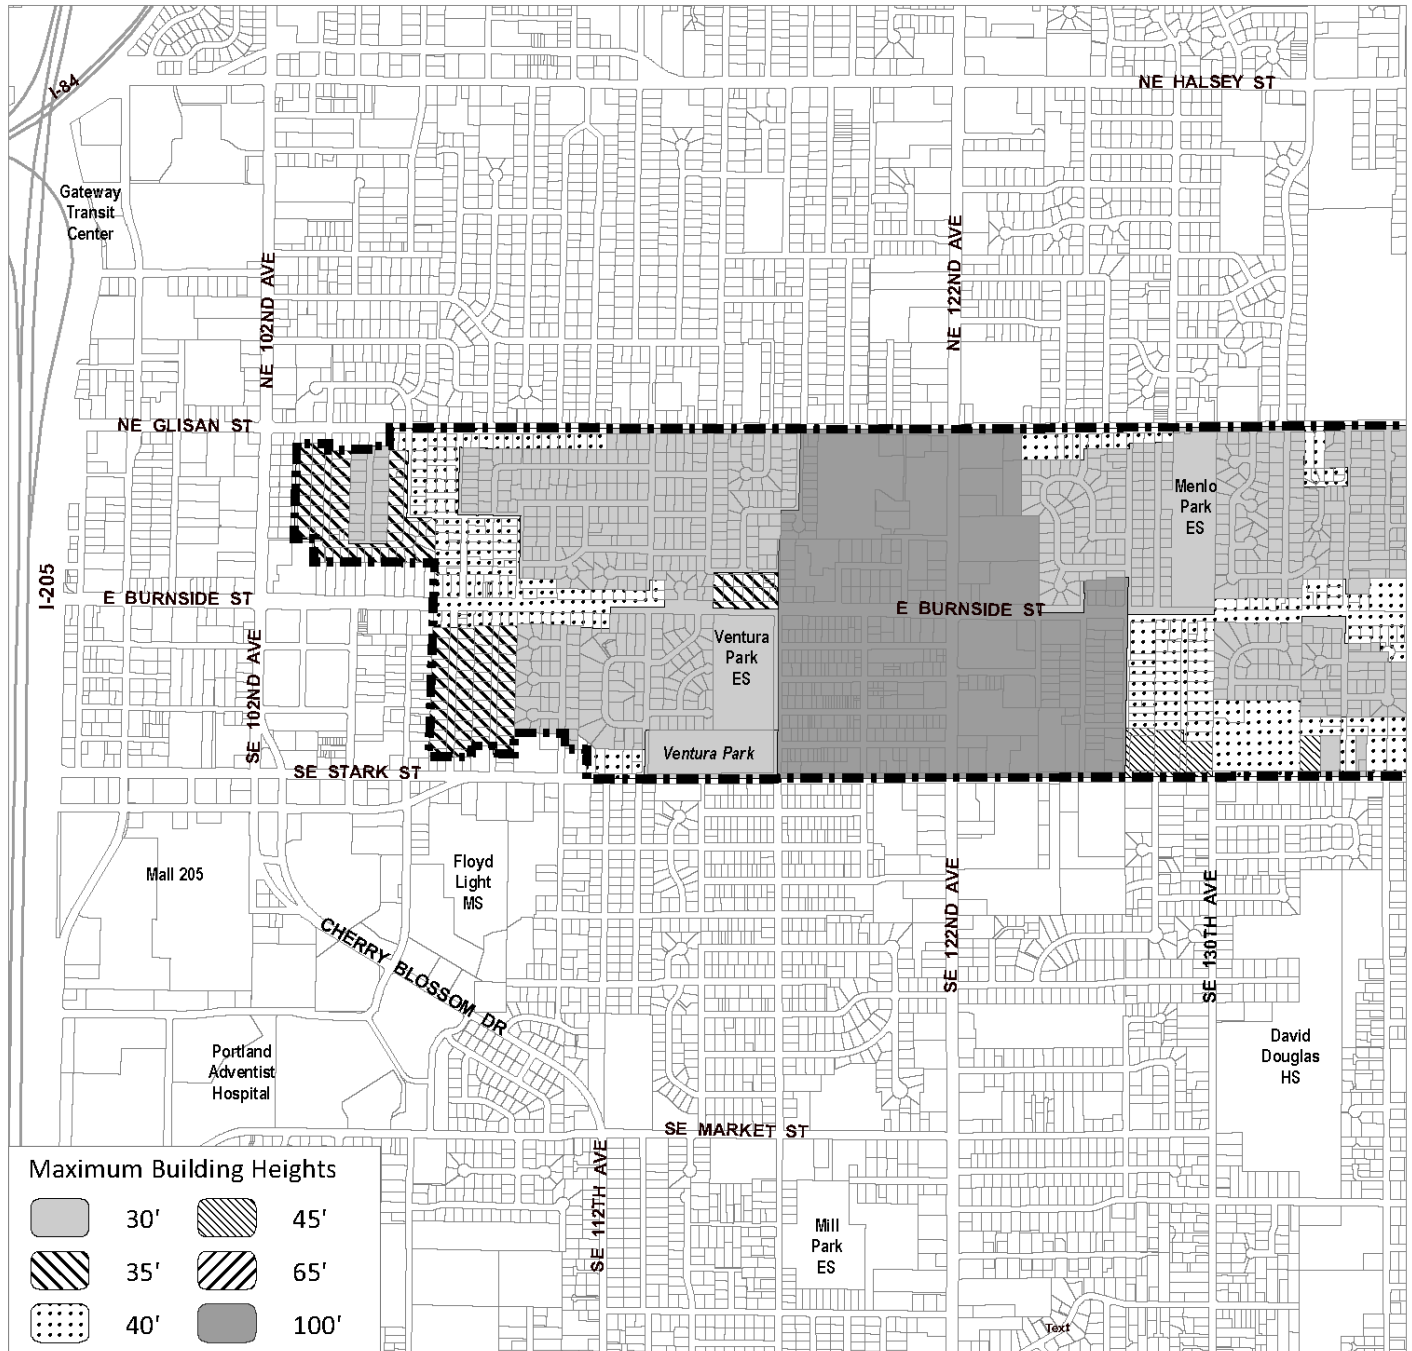 I-84
NE HALSEY ST
Gateway
Transit
Center
NE 102ND AVE
NE 122ND AVE
NE GLISAN ST
Menlo
Park
ES
I-205
E BURNSIDE ST
E BURNSIDE ST
SE 102ND AVE
Ventura
Park
ES
Ventura Park
SE STARK ST
Mall 205
Floyd
Light
MS
SE 122ND AVE
SE 130TH AVE
CHERRY BLOSSOM DR
Portland
Adventist
Hospital
David
Douglas
HS
SE MARKET ST
SE 112TH AVE
Mill
Park
ES
Text
Maximum Building Heights
30' 45'
35' 65'
40' 100'